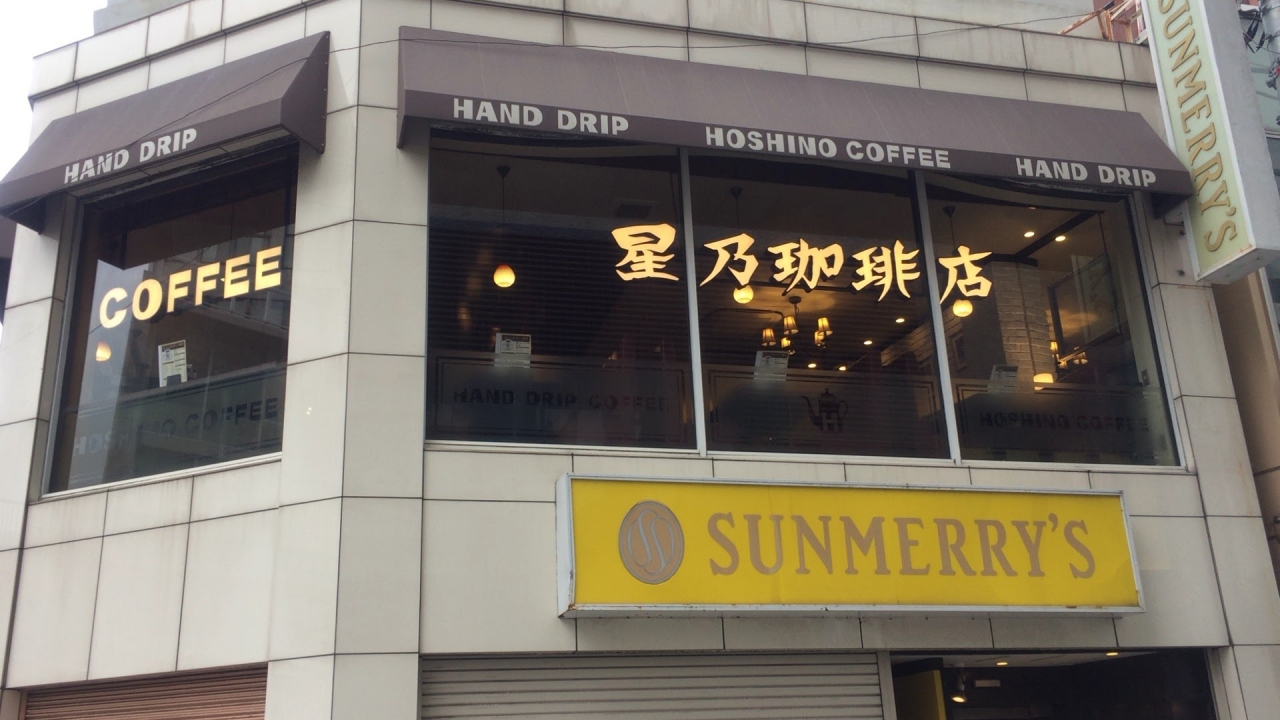 HAND DRIP
HAND DRIP
HOSHINO COFFEE
HAND DRIP
SUNMERRY'S
COFFEE
星乃珈琲店
HOSHINO COFFEE
HAND DRIP COFFEE
HOSHINO COFFEE
SUNMERRY'S